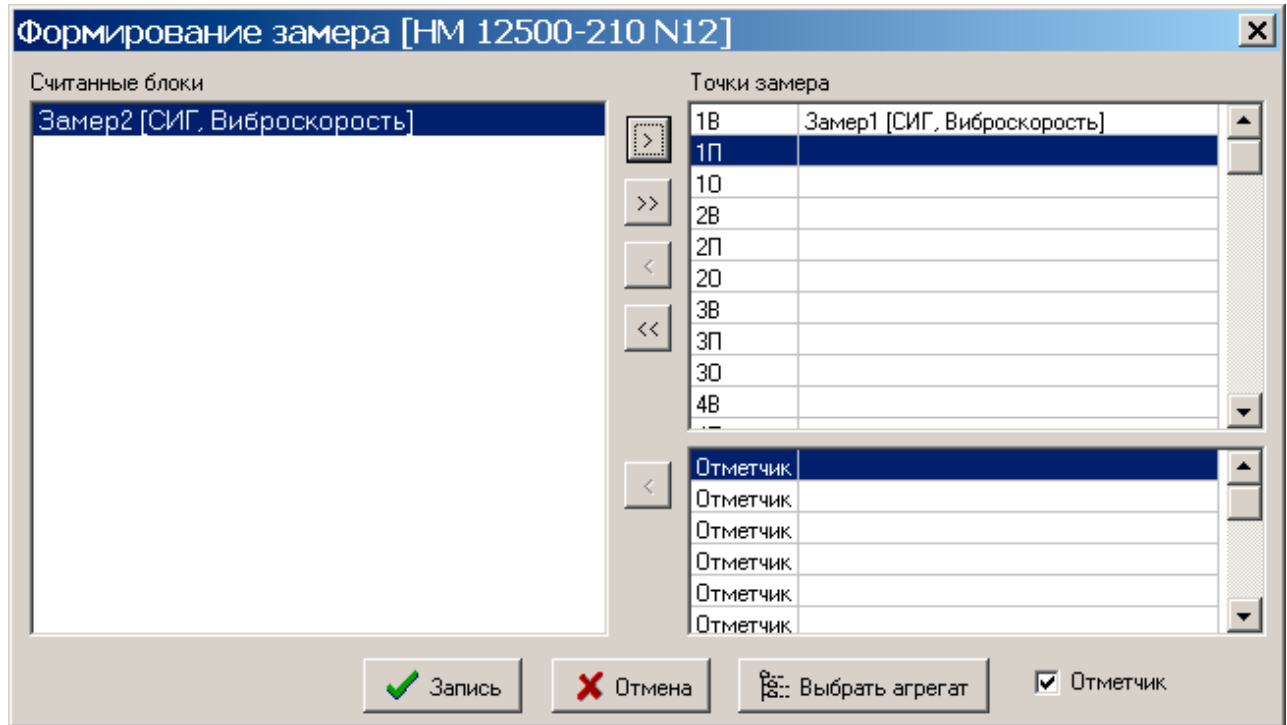 Формирование замера [НМ 12500-210 N12]
Считанные блоки
Точки замера
Замер2 [СИГ, Виброскорость]
>
>>
<
<<
1В Замер1 [СИГ, Виброскорость]
1П
1О
2В
2П
2О
3В
3П
3О
4В
<
Отметчик
Отметчик
Отметчик
Отметчик
Отметчик
Отметчик
Запись
Отмена
Выбрать агрегат
Отметчик